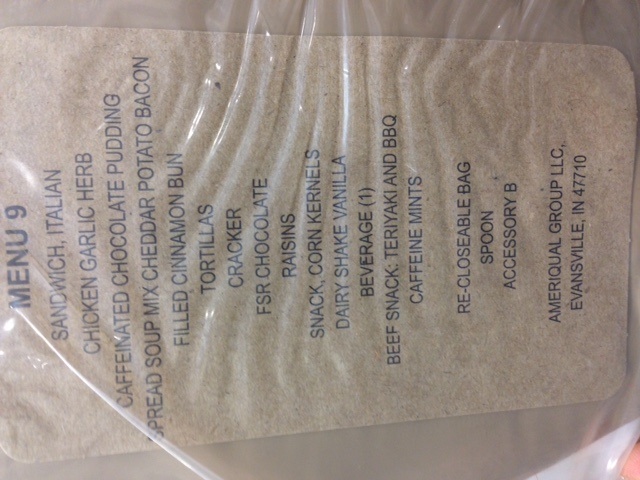 MENU 9
SANDWICH, ITALIAN
CHICKEN GARLIC HERB
CAFFEINATED CHOCOLATE PUDDING
SPREAD SOUP MIX CHEDDAR POTATO BACON
FILLED CINNAMON BUN
TORTILLAS
CRACKER
FSR CHOCOLATE
RAISINS
SNACK, CORN KERNELS
DAIRY SHAKE VANILLA
BEVERAGE (1)
BEEF SNACK: TERIYAKI AND BBQ
CAFFEINE MINTS
RE-CLOSEABLE BAG
SPOON
ACCESSORY B
AMERIQUAL GROUP LLC,
EVANSVILLE, IN 47710